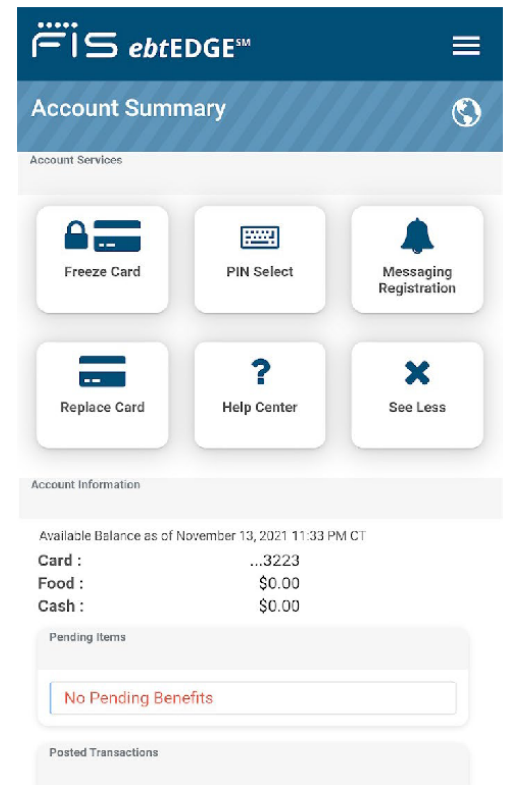 FIS ebtEDGE℠
Account Summary
Account Services
Freeze Card
PIN Select
Messaging
Registration
Replace Card
?
Help Center
See Less
Account Information
Available Balance as of November 13, 2021 11:33 PM CT
Card : ...3223
Food : $0.00
Cash : $0.00
Pending Items
No Pending Benefits
Posted Transactions